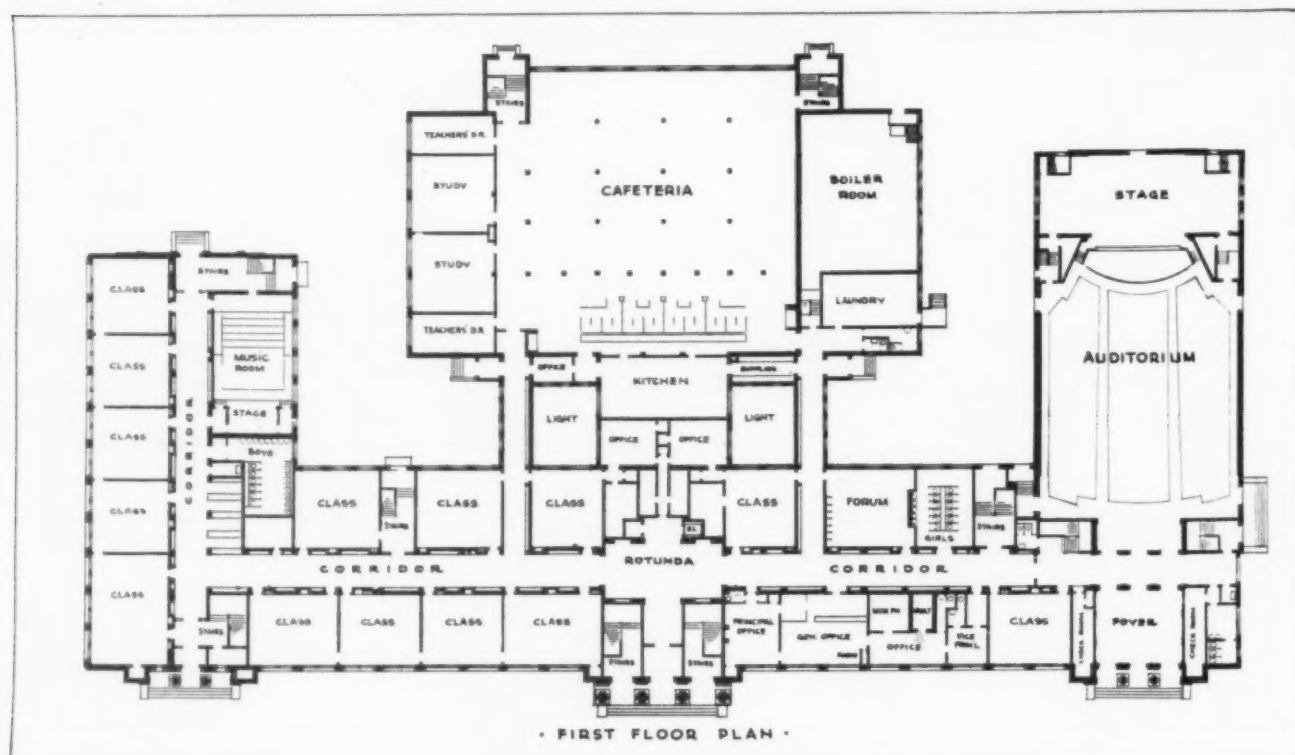 STAIRS
STAIRS
TEACHERS' D.R.
STUDY
CAFETERIA
BOILER
ROOM
STAGE
STUDY
STAIRS
CLASS
LAUNDRY
TEACHERS' D.R.
AUDITORIUM
CLASS
MUSIC
ROOM
OFFICE
KITCHEN
SUPPLIES
STAGE
LIGHT
LIGHT
CLASS
CORRIDOR
BOYS
OFFICE
OFFICE
CLASS
CLASS
STAIRS
CLASS
CLASS
CLASS
FORUM
GIRLS
STAIRS
CORRIDOR
ROTUNDA
CORRIDOR
CLASS
STAIRS
CLASS
CLASS
CLASS
CLASS
STAIRS
STAIRS
PRINCIPAL
OFFICE
GEN. OFFICE
VAULT
OFFICE
VICE
CLASS
FOYER
CHECK ROOM
· FIRST FLOOR PLAN ·